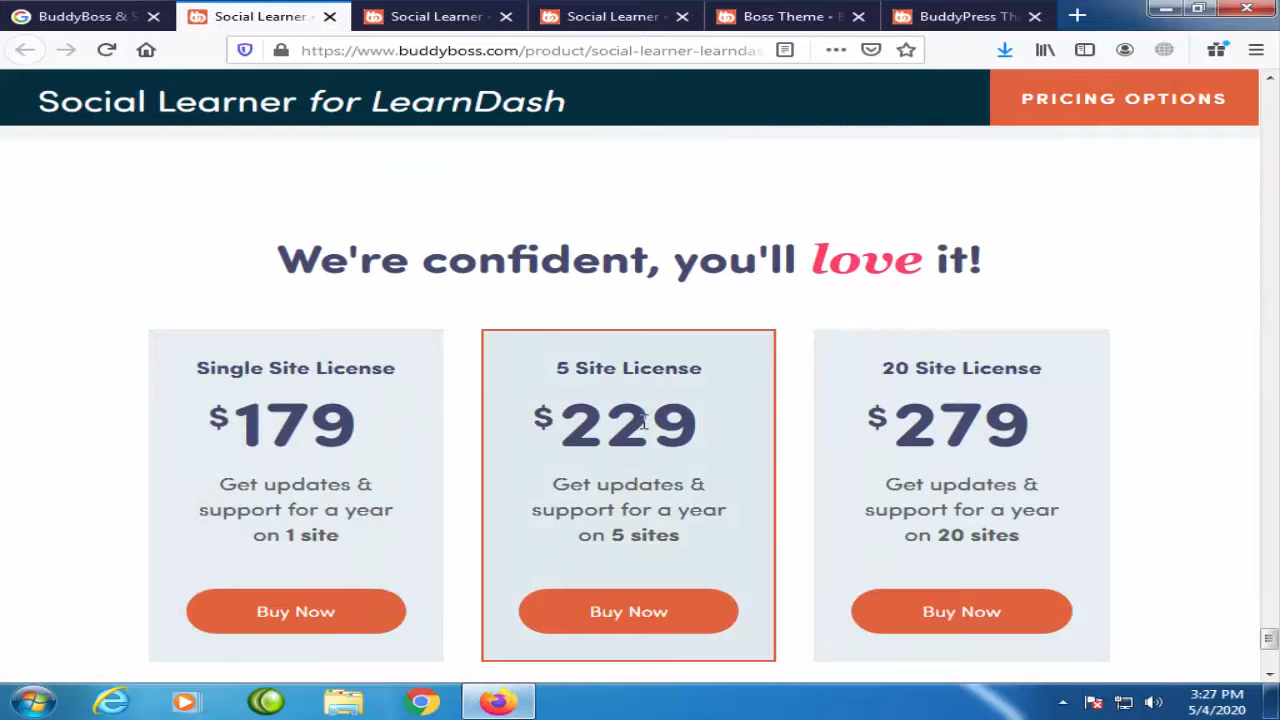 BuddyBoss & S
Social Learner -
Social Learner -
Social Learner -
Boss Theme • E
BuddyPress Th
https://www.buddyboss.com/product/social-learner-learndas
Social Learner for LearnDash
PRICING OPTIONS
We're confident, you'll love it!
Single Site License
$179
Get updates &
support for a year
on 1 site
Buy Now
5 Site License
$229
Get updates &
support for a year
on 5 sites
Buy Now
20 Site License
$279
Get updates &
support for a year
on 20 sites
Buy Now
3:27 PM
5/4/2020